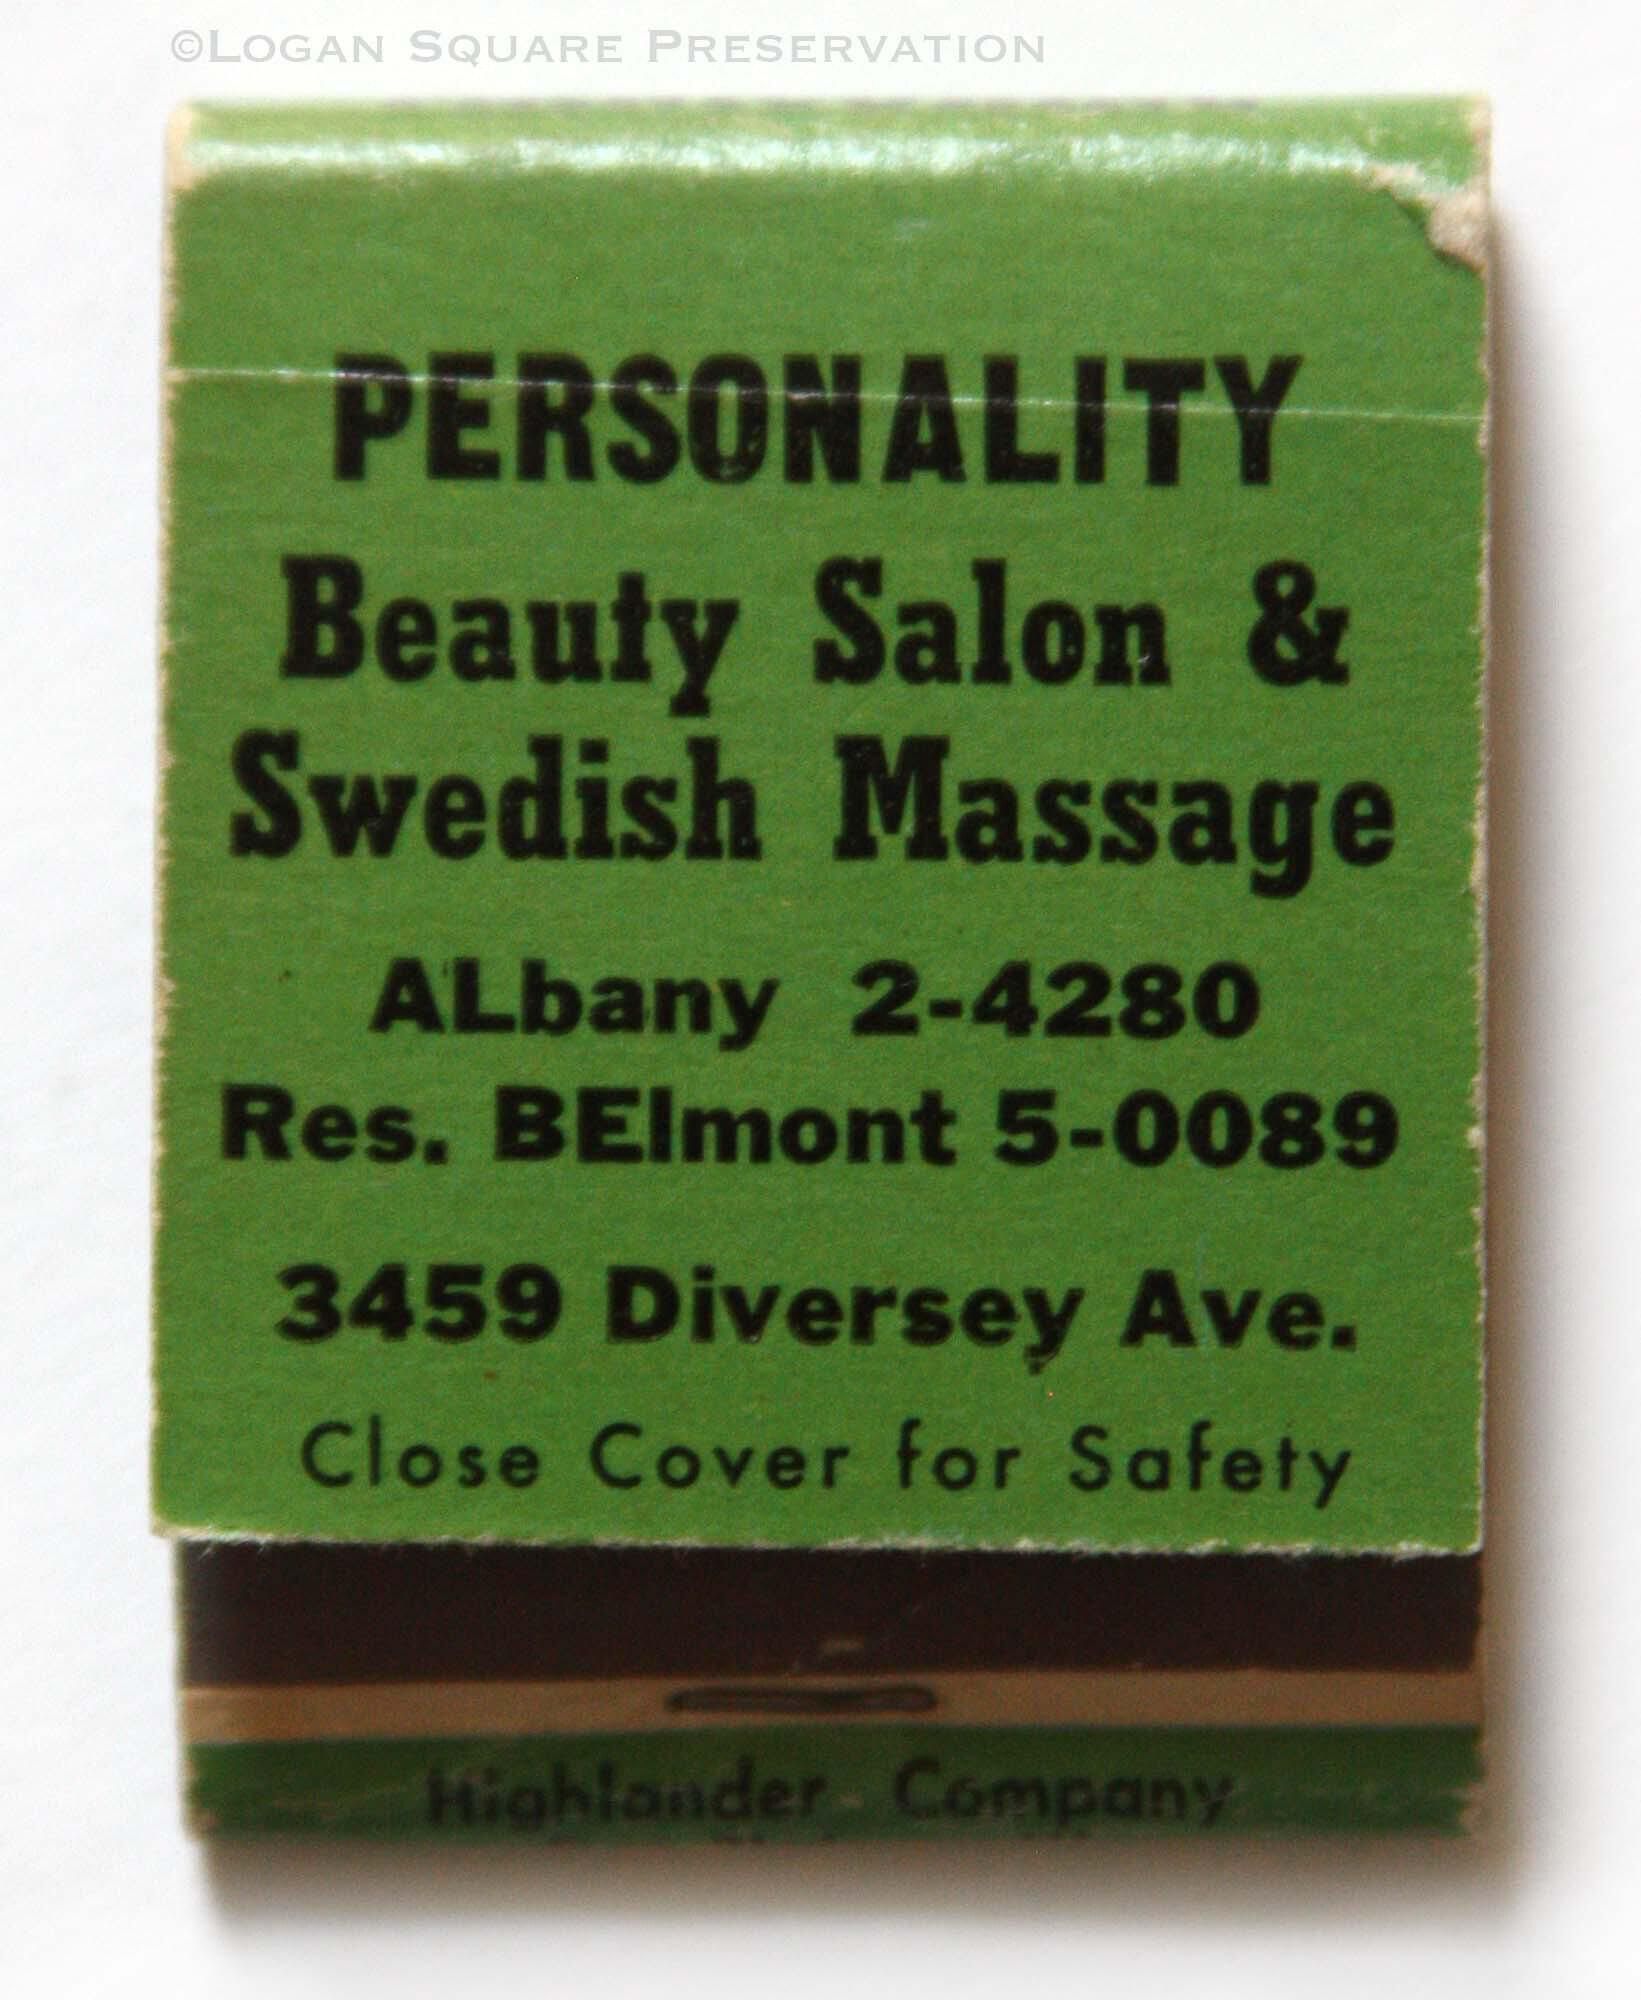 ©Logan Square Preservation
PERSONALITY
Beauty Salon &
Swedish Massage
ALbany 2-4280
Res. BElmont 5-0089
3459 Diversey Ave.
Close Cover for Safety
Highlander Company